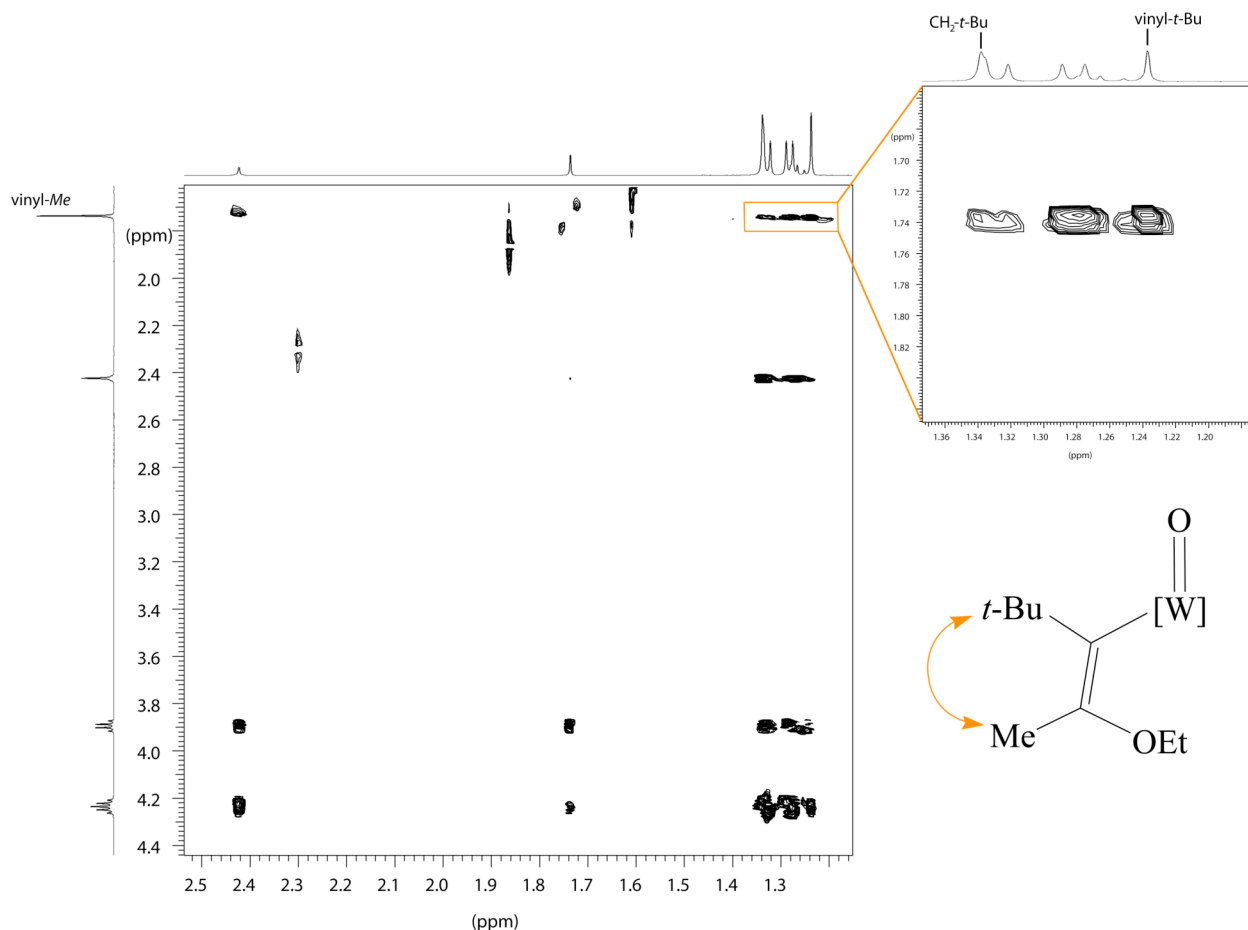 CH2-t-Bu
vinyl-t-Bu
(ppm)
1.70
1.72
1.74
1.76
1.78
1.80
1.82
1.36 1.34 1.32 1.30 1.28 1.26 1.24 1.22 1.20
(ppm)
vinyl-Me
(ppm)
2.0
2.2
2.4
2.6
2.8
3.0
3.2
3.4
3.6
3.8
4.0
4.2
4.4
2.5 2.4 2.3 2.2 2.1 2.0 1.9 1.8 1.7 1.6 1.5 1.4 1.3
(ppm)
O
t-Bu
[W]
Me
OEt